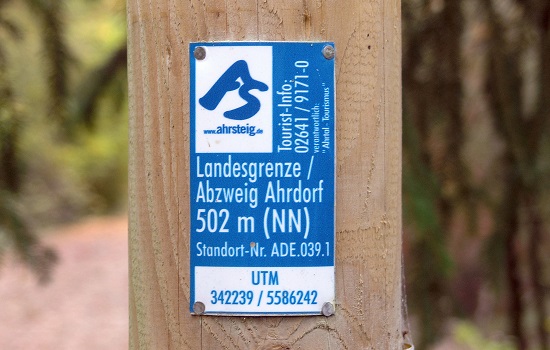 AS
www.ahrsteig.de
Tourist-Info:
02641 / 9171-0
verantwortlich:
"Ahrtal - Tourismus"
Landesgrenze /
Abzweig Ahrdorf
502 m (NN)
Standort-Nr. ADE.039.1
UTM
342239 / 5586242